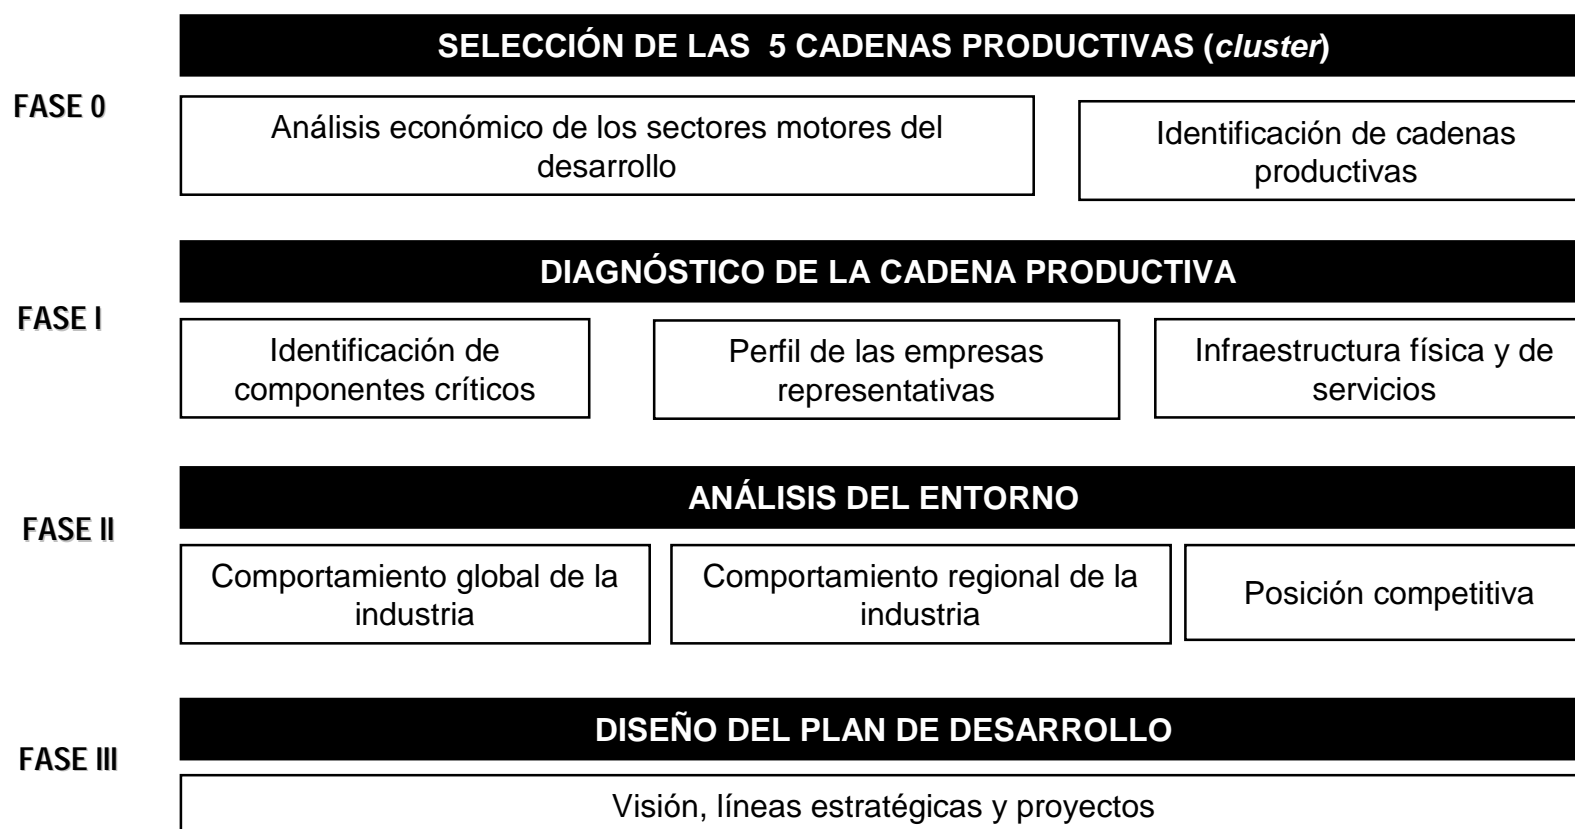 SELECCIÓN DE LAS 5 CADENAS PRODUCTIVAS (cluster)
FASE 0
Análisis económico de los sectores motores del
desarrollo
Identificación de cadenas
productivas
DIAGNÓSTICO DE LA CADENA PRODUCTIVA
FASE I
Identificación de
componentes críticos
Perfil de las empresas
representativas
Infraestructura física y de
servicios
ANÁLISIS DEL ENTORNO
FASE II
Comportamiento global de la
industria
Comportamiento regional de la
industria
Posición competitiva
DISEÑO DEL PLAN DE DESARROLLO
FASE III
Visión, líneas estratégicas y proyectos